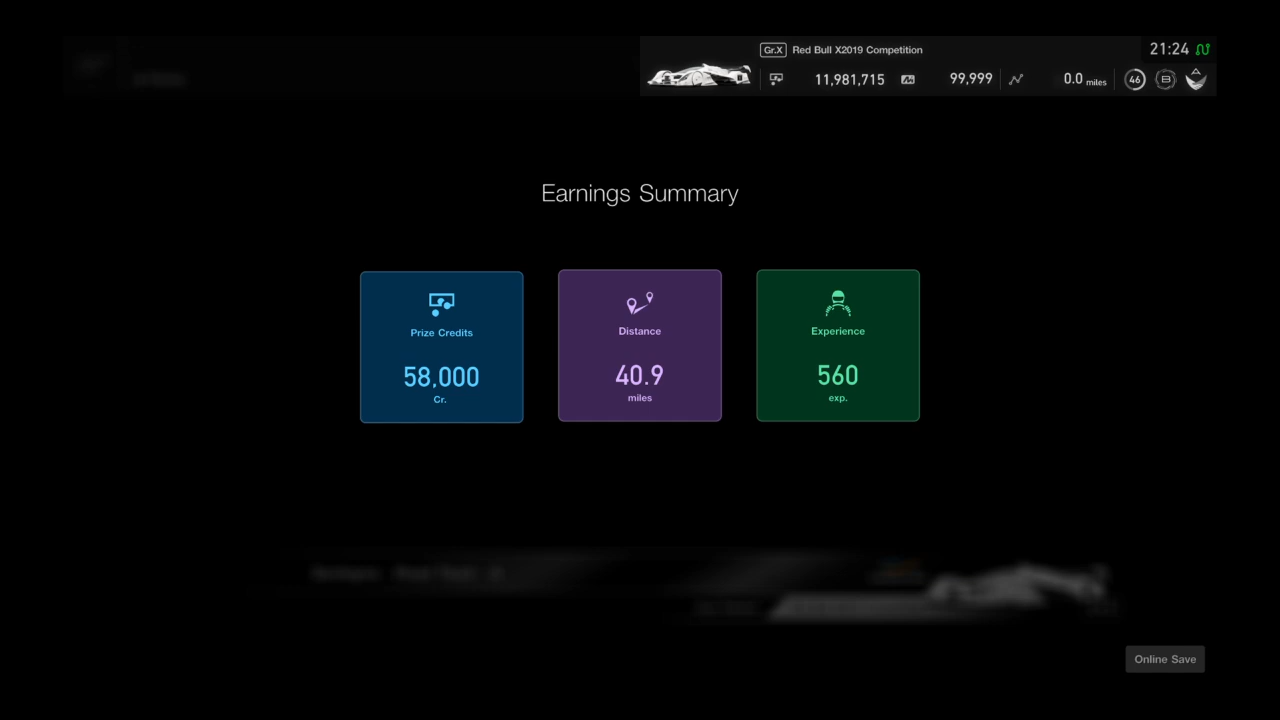 Gr.X Red Bull X2019 Competition
21:24
11,981,715 99,999 0.0 miles 46 B
Earnings Summary
Prize Credits
58,000
Cr.
Distance
40.9
miles
Experience
560
exp.
Online Save